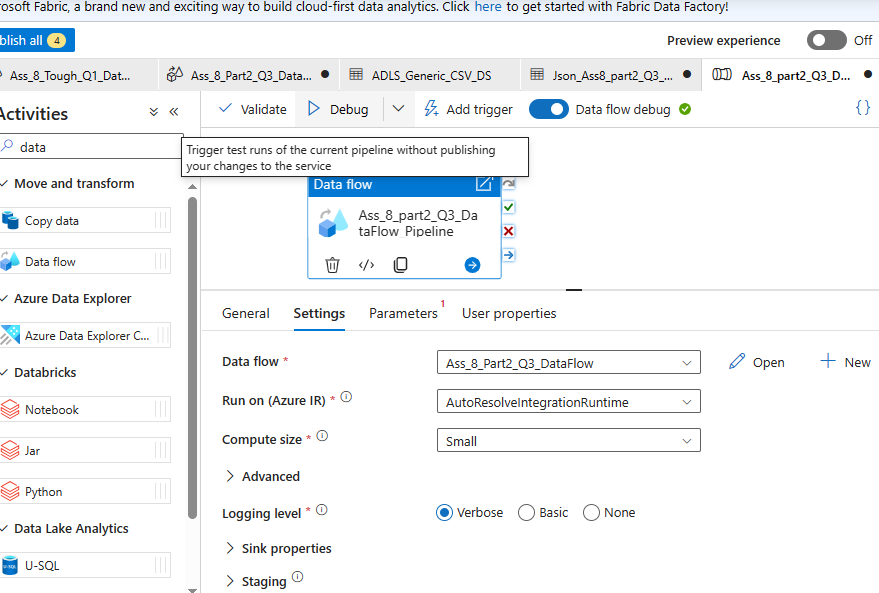 rosoft Fabric, a brand new and exciting way to build cloud-first data analytics. Click here to get started with Fabric Data Factory!
blish all 4
Preview experience Off
Ass_8_Tough_Q1_Dat...
Ass_8_Part2_Q3_Data...
ADLS_Generic_CSV_DS
Json_Ass8_part2_Q3_...
Ass_8_part2_Q3_D...
Activities
Validate
Debug
Add trigger
Data flow debug
{}
data
Trigger test runs of the current pipeline without publishing
your changes to the service
Move and transform
Copy data
Data flow
Azure Data Explorer
Azure Data Explorer C...
Databricks
Notebook
Jar
Python
Data Lake Analytics
U-SQL
Data flow
Ass_8_part2_Q3_Da
taFlow_Pipeline
General
Settings
Parameters 1
User properties
Data flow *
Ass_8_Part2_Q3_DataFlow
Open
New
Run on (Azure IR) *
AutoResolveIntegrationRuntime
Compute size *
Small
Advanced
Logging level *
Verbose
Basic
None
Sink properties
Staging